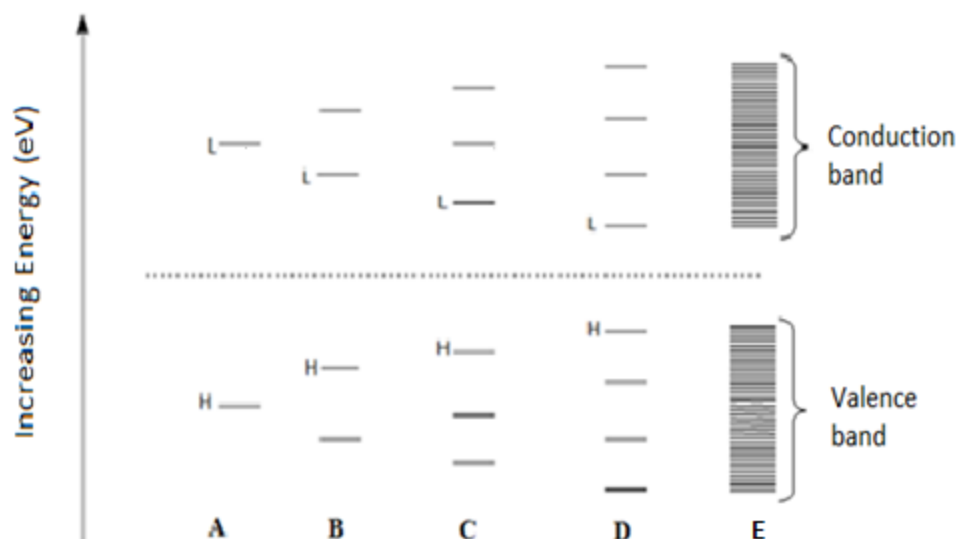 Increasing Energy (eV)
L
L
L
L
Conduction
band
H
H
H
H
Valence
band
A B C D E